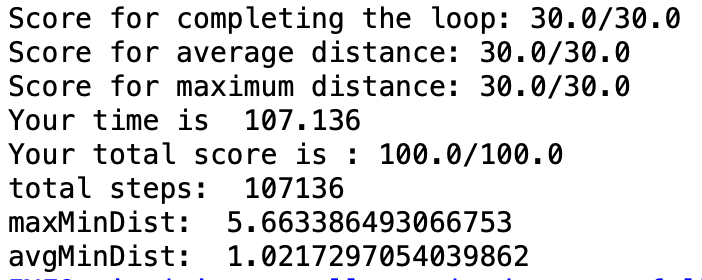 Score for completing the loop: 30.0/30.0
Score for average distance: 30.0/30.0
Score for maximum distance: 30.0/30.0
Your time is  107.136
Your total score is : 100.0/100.0
total steps:  107136
maxMinDist:  5.663386493066753
avgMinDist:  1.0217297054039862